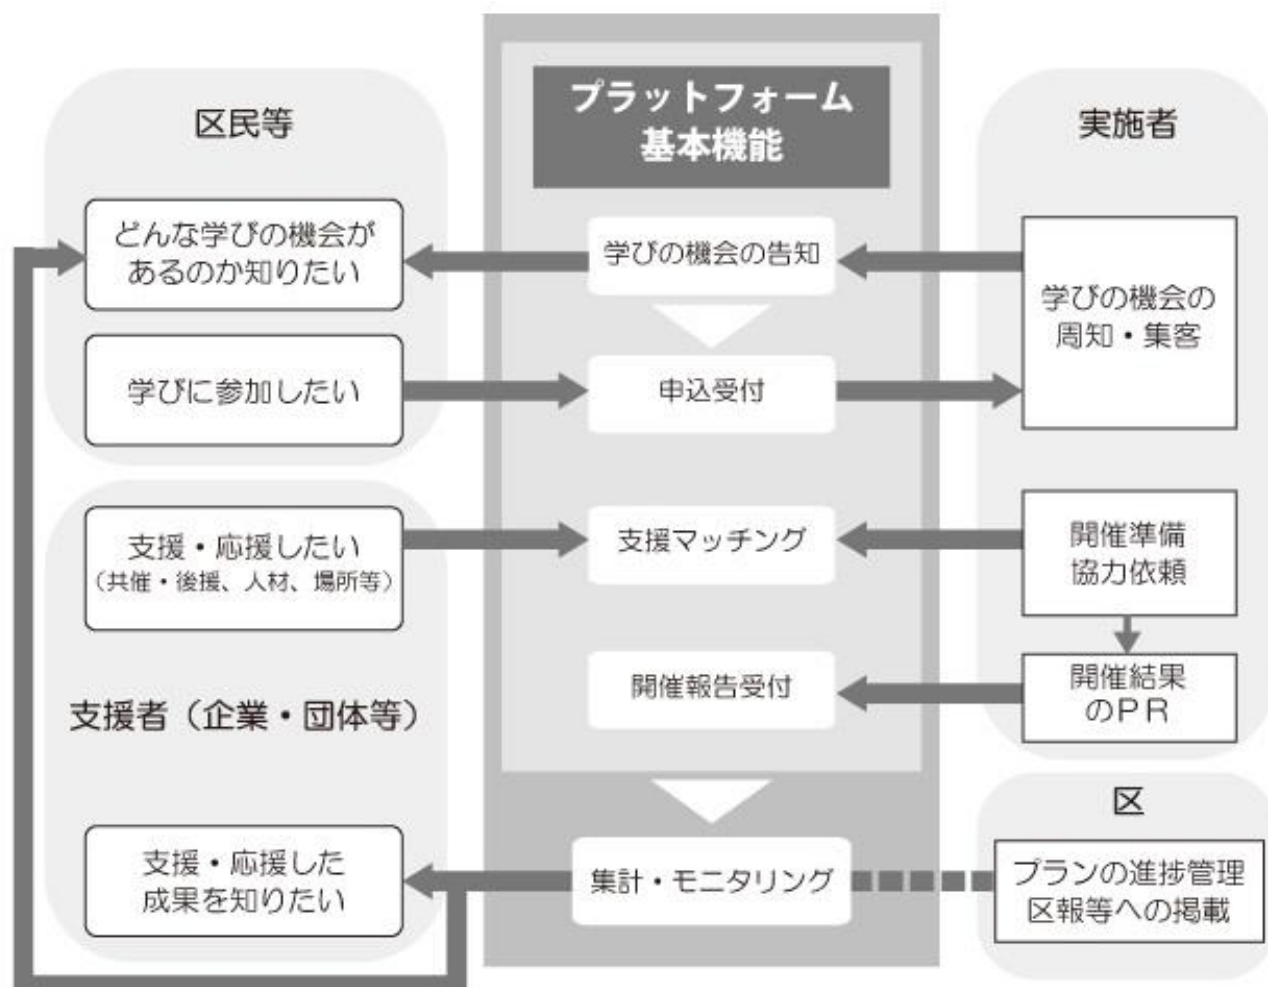 区民等
どんな学びの機会が
あるのか知りたい
学びに参加したい
支援・応援したい
（共催・後援、人材、場所等）
支援者（企業・団体等）
支援・応援した
成果を知りたい
プラットフォーム
基本機能
学びの機会の告知
申込受付
支援マッチング
開催報告受付
集計・モニタリング
実施者
学びの機会の
周知・集客
開催準備
協力依頼
開催結果
のＰＲ
区
プランの進捗管理
区報等への掲載